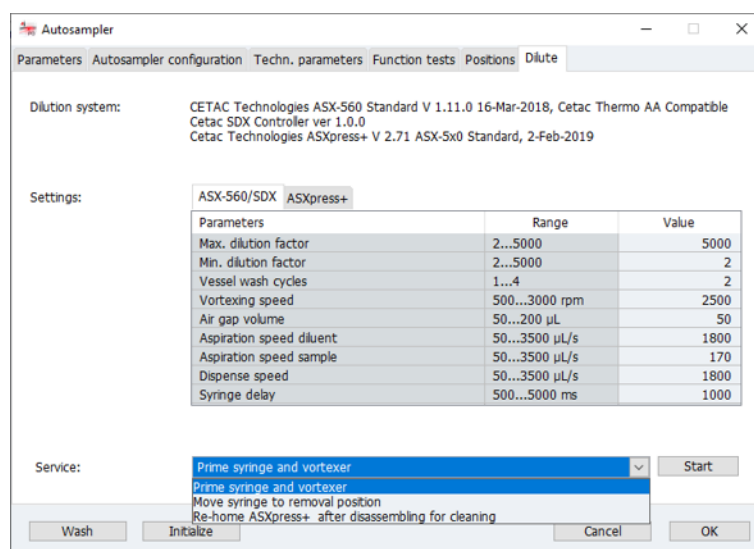 Autosampler
Parameters Autosampler configuration Techn. parameters Function tests Positions Dilute
Dilution system: CETAC Technologies ASX-560 Standard V 1.11.0 16-Mar-2018, Cetac Thermo AA Compatible
Cetac SDX Controller ver 1.0.0
Cetac Technologies ASXpress+ V 2.71 ASX-5x0 Standard, 2-Feb-2019
Settings: ASX-560/SDX ASXpress+
Parameters Range Value
Max. dilution factor 2...5000 5000
Min. dilution factor 2...5000 2
Vessel wash cycles 1...4 2
Vortexing speed 500...3000 rpm 2500
Air gap volume 50...200 µL 50
Aspiration speed diluent 50...3500 µL/s 1800
Aspiration speed sample 50...3500 µL/s 170
Dispense speed 50...3500 µL/s 1800
Syringe delay 500...5000 ms 1000
Service: Prime syringe and vortexer Start
Prime syringe and vortexer
Move syringe to removal position
Re-home ASXpress+ after disassembling for cleaning
Wash Initialize Cancel OK